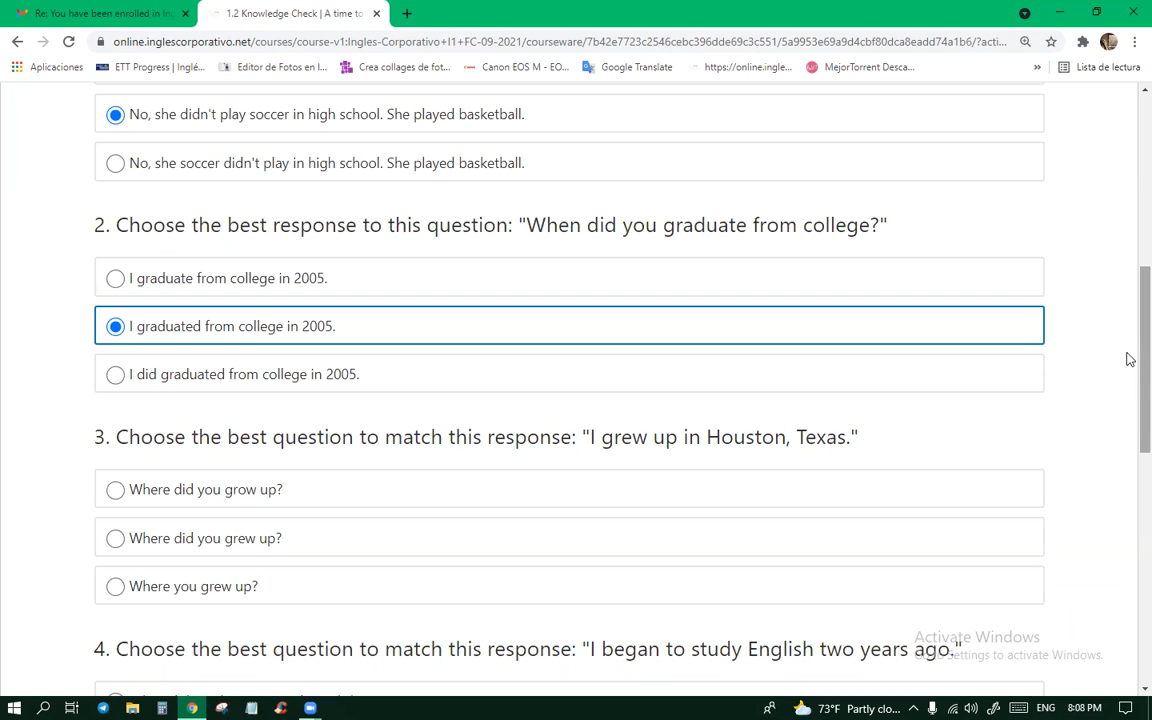 Re: You have been enrolled in In
1.2 Knowledge Check | A time to
online.inglescorporativo.net/courses/course-v1:Ingles-Corporativo+I1+FC-09-2021/courseware/7b42e7723c2546cebc396dde69c3c551/5a9953e69a9d4cbf80dca8eadd74a1b6/?acti...
Aplicaciones
ETT Progress | Inglé...
Editor de Fotos en I...
Crea collages de fot...
Canon EOS M - EO...
Google Translate
https://online.ingle...
MejorTorrent Desca...
»
Lista de lectura
No, she didn't play soccer in high school. She played basketball.
No, she soccer didn't play in high school. She played basketball.
2. Choose the best response to this question: "When did you graduate from college?"
I graduate from college in 2005.
I graduated from college in 2005.
I did graduated from college in 2005.
3. Choose the best question to match this response: "I grew up in Houston, Texas."
Where did you grow up?
Where did you grew up?
Where you grew up?
4. Choose the best question to match this response: "I began to study English two years ago."
Activate Windows
Settings to activate Windows.
73°F Partly clo...
ENG
8:08 PM